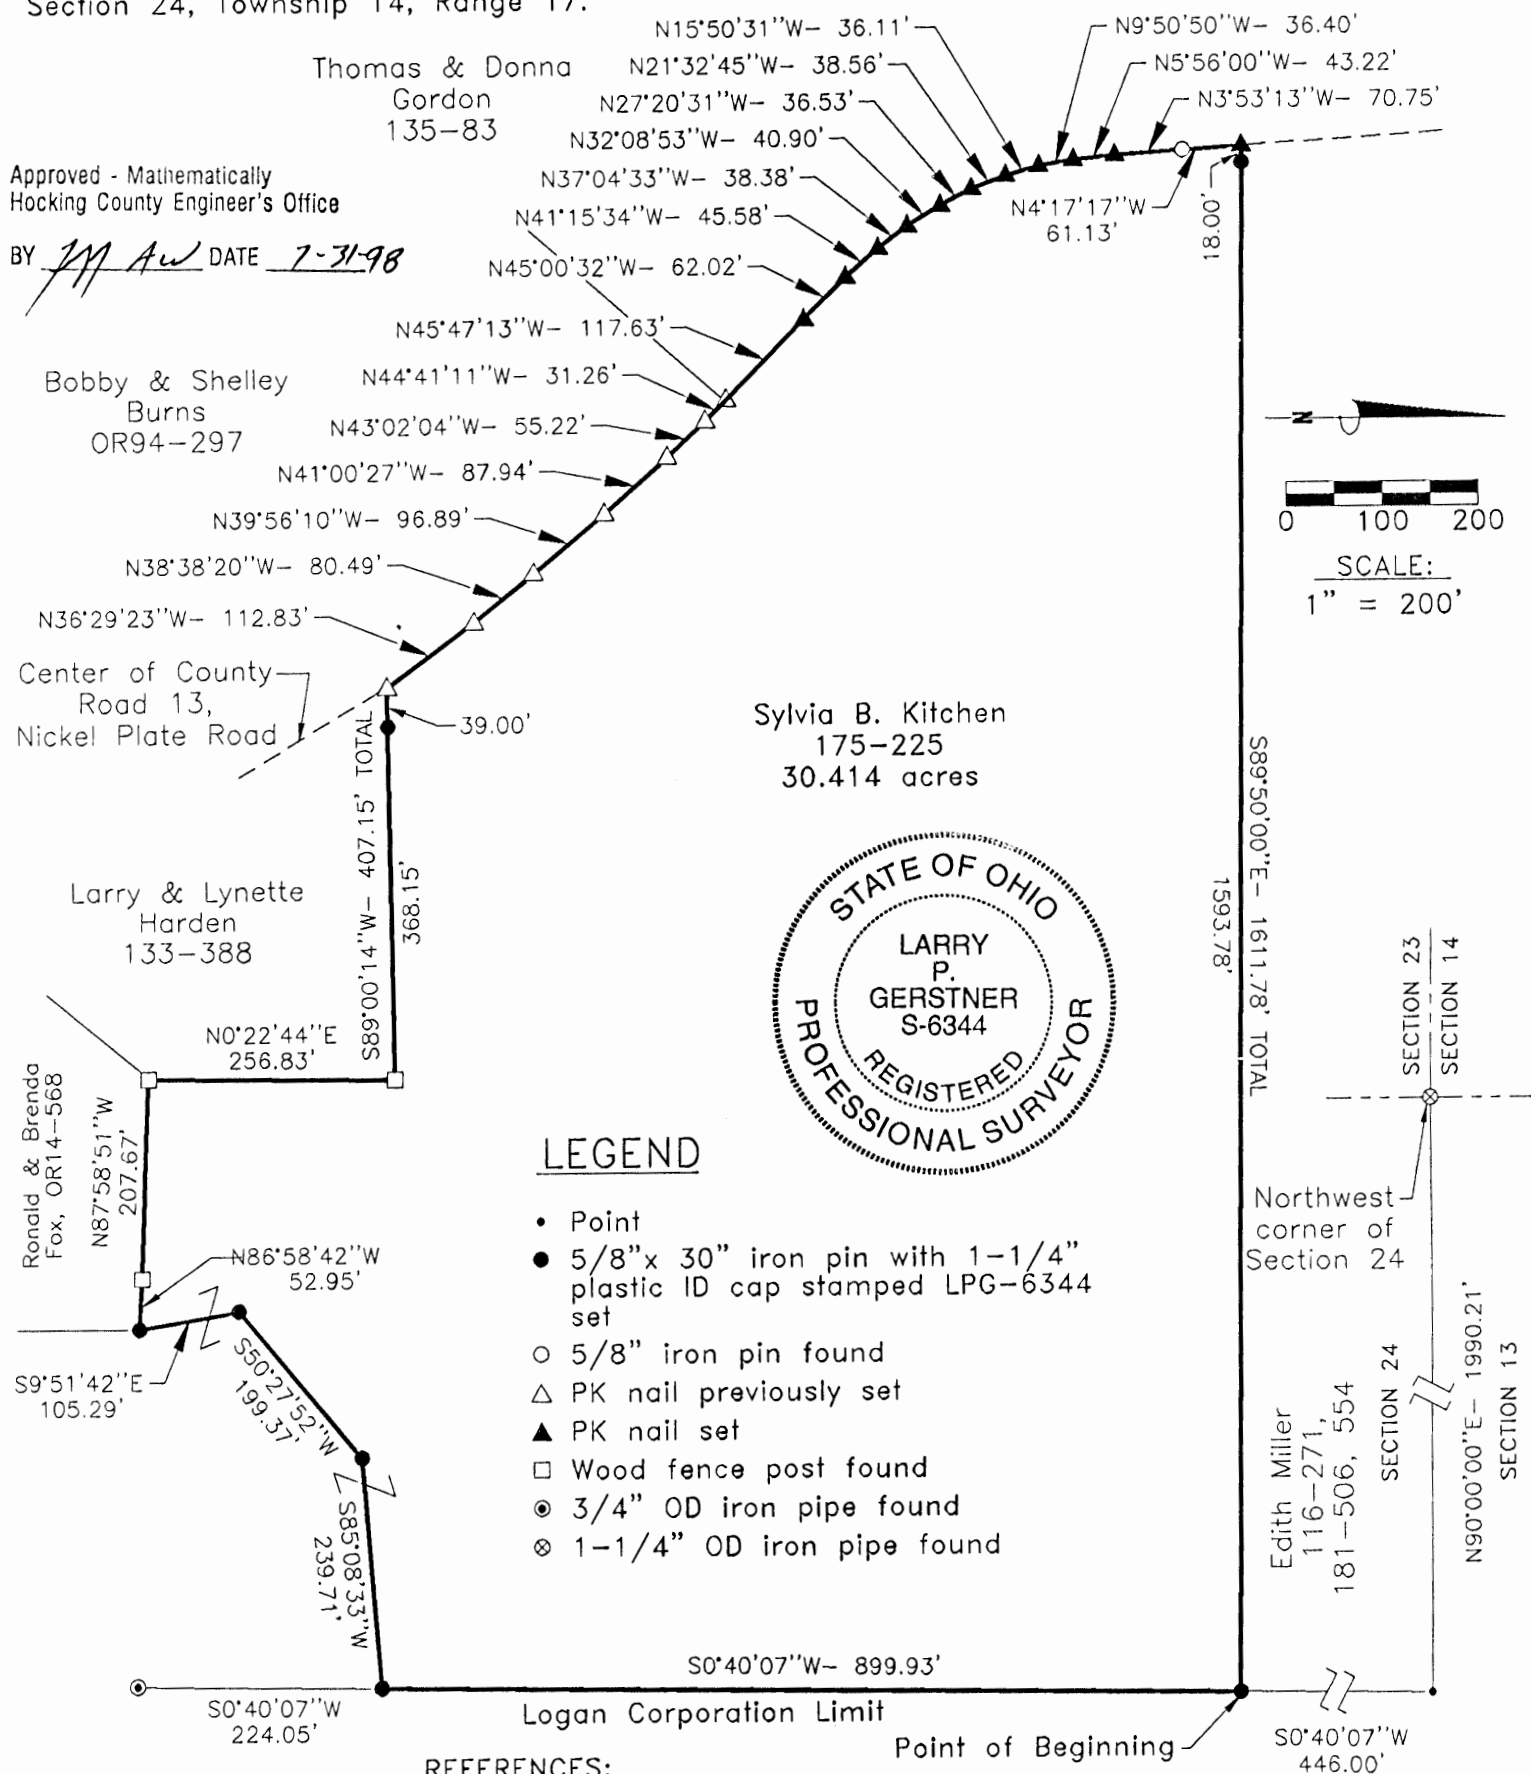 Section 24, Township 14, Range 17.
Thomas & Donna
Gordon
135-83
Approved - Mathematically
Hocking County Engineer's Office
BY DATE 7-31-98
N15°50'31"W- 36.11'
N21°32'45"W- 38.56'
N27°20'31"W- 36.53'
N32°08'53"W- 40.90'
N37°04'33"W- 38.38'
N41°15'34"W- 45.58'
N45°00'32"W- 62.02'
N45°47'13"W- 117.63'
N44°41'11"W- 31.26'
N43°02'04"W- 55.22'
N41°00'27"W- 87.94'
N39°56'10"W- 96.89'
N38°38'20"W- 80.49'
N36°29'23"W- 112.83'
N9°50'50"W- 36.40'
N5°56'00"W- 43.22'
N3°53'13"W- 70.75'
N4°17'17"W
61.13'
18.00'
Bobby & Shelley
Burns
OR94-297
N
0 100 200
SCALE:
1" = 200'
Center of County
Road 13,
Nickel Plate Road
39.00'
S89°00'14"W- 407.15' TOTAL
368.15'
Sylvia B. Kitchen
175-225
30.414 acres
S89°50'00"E- 1611.78' TOTAL
1593.78'
Larry & Lynette
Harden
133-388
STATE OF OHIO
LARRY
P.
GERSTNER
S-6344
REGISTERED
PROFESSIONAL SURVEYOR
SECTION 23
SECTION 14
N0°22'44"E
256.83'
Ronald & Brenda
Fox, OR14-568
N87°58'51"W
207.67'
N86°58'42"W
52.95'
S9°51'42"E
105.29'
S50°27'52"W
199.37'
S85°08'33"W
239.71'
LEGEND
Point
5/8"x 30" iron pin with 1-1/4"
plastic ID cap stamped LPG-6344
set
5/8" iron pin found
PK nail previously set
PK nail set
Wood fence post found
3/4" OD iron pipe found
1-1/4" OD iron pipe found
Northwest
corner of
Section 24
Edith Miller
116-271,
181-506, 554
SECTION 24
N90°00'00"E- 1990.21'
SECTION 13
S0°40'07"W- 899.93'
Logan Corporation Limit
S0°40'07"W
224.05'
Point of Beginning
S0°40'07"W
446.00'
REFERENCES: